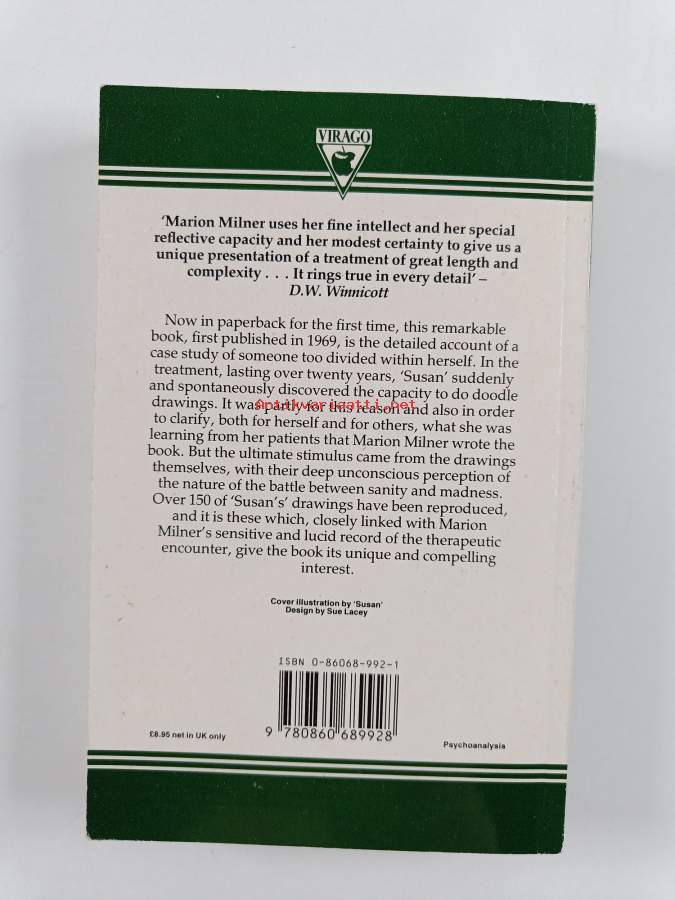 VIRAGO
‘Marion Milner uses her fine intellect and her special
reflective capacity and her modest certainty to give us a
unique presentation of a treatment of great length and
complexity . . . It rings true in every detail’ –
D.W. Winnicott
Now in paperback for the first time, this remarkable
book, first published in 1969, is the detailed account of a
case study of someone too divided within herself. In the
treatment, lasting over twenty years, ‘Susan’ suddenly
and spontaneously discovered the capacity to do doodle
drawings. It was partly for this reason and also in order
antikvariaatti.net
to clarify, both for herself and for others, what she was
learning from her patients that Marion Milner wrote the
book. But the ultimate stimulus came from the drawings
themselves, with their deep unconscious perception of
the nature of the battle between sanity and madness.
Over 150 of ‘Susan’s’ drawings have been reproduced,
and it is these which, closely linked with Marion
Milner’s sensitive and lucid record of the therapeutic
encounter, give the book its unique and compelling
interest.
Cover illustration by ‘Susan’
Design by Sue Lacey
ISBN 0-86068-992-1
9 780860 689928
£8.95 net in UK only
Psychoanalysis